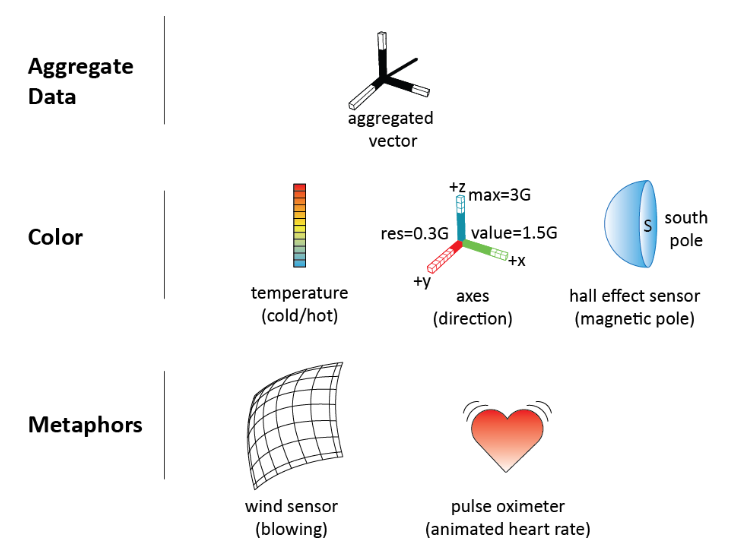 Aggregate
Data
aggregated
vector
Color
+z
max=3G
res=0.3G
value=1.5G
+x
+y
S
south
pole
temperature
(cold/hot)
axes
(direction)
hall effect sensor
(magnetic pole)
Metaphors
wind sensor
(blowing)
pulse oximeter
(animated heart rate)